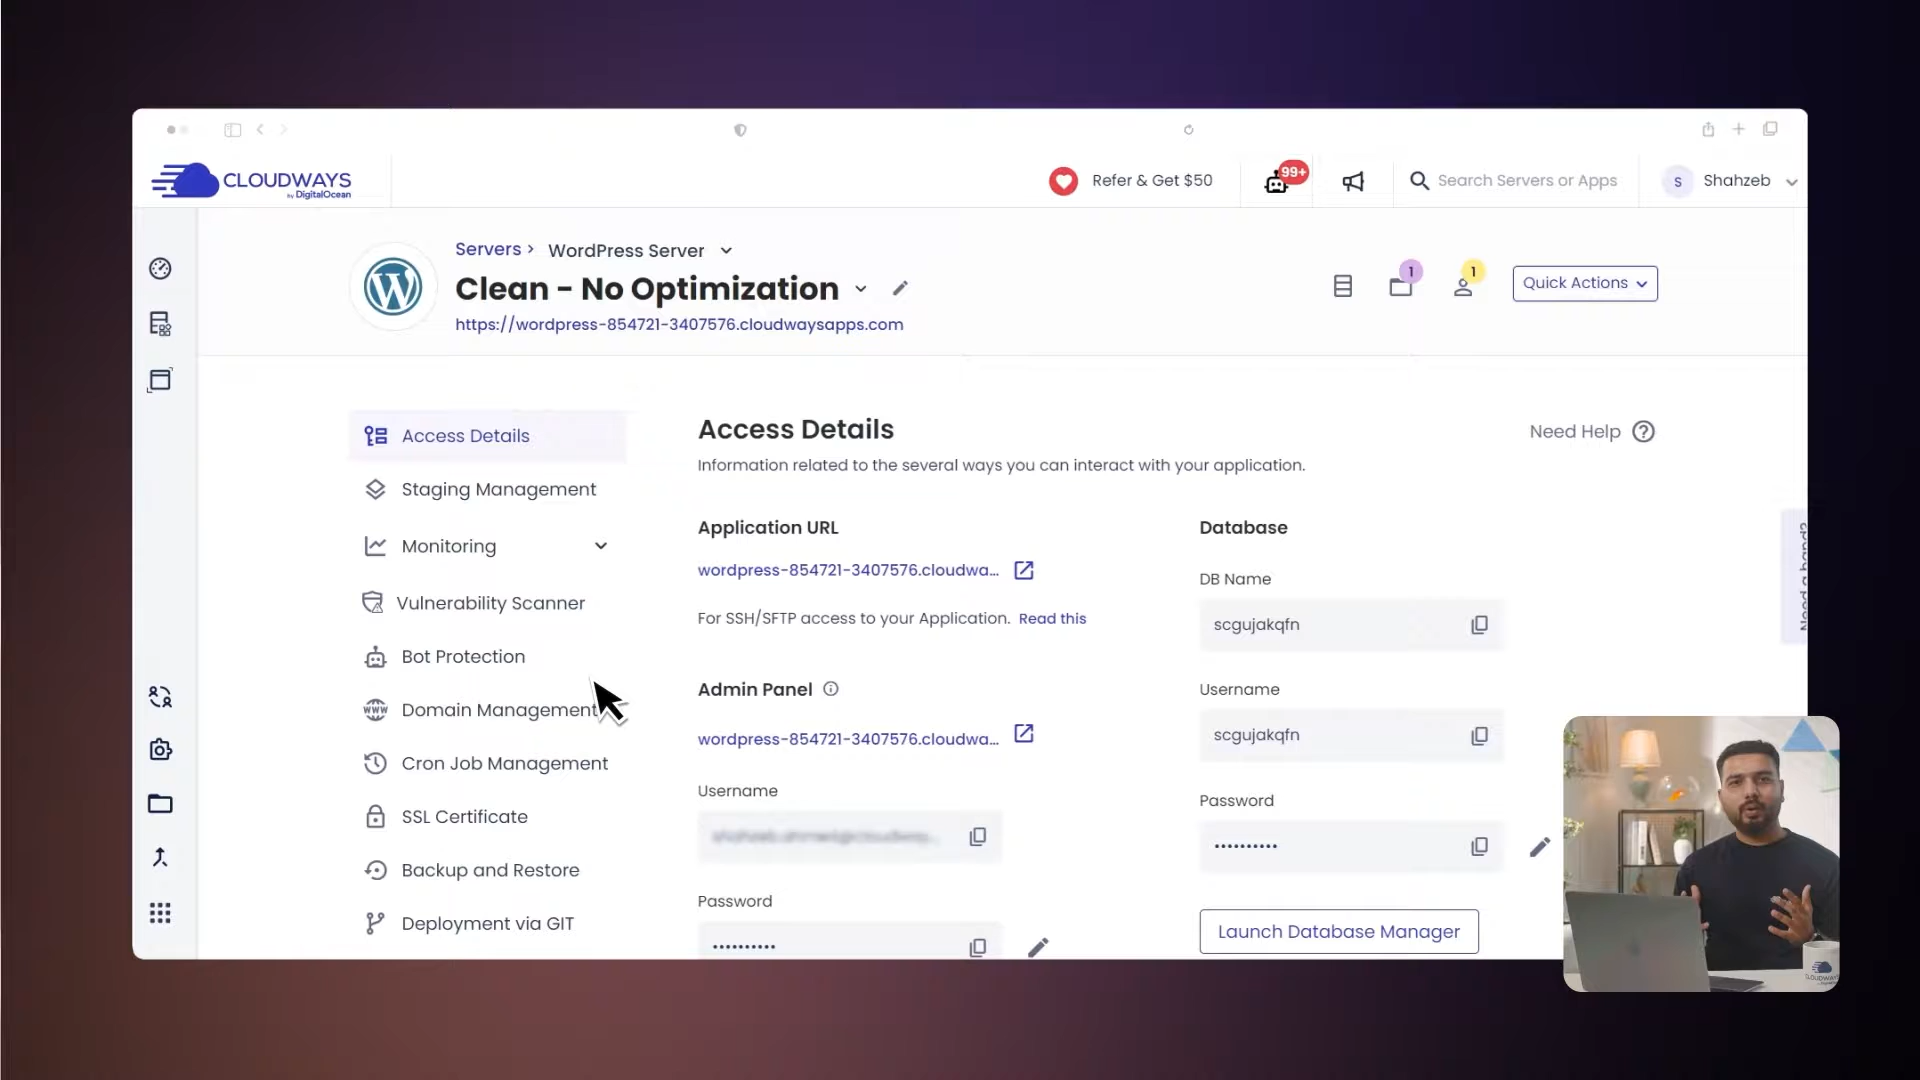 CLOUDWAYS
by DigitalOcean
Refer & Get $50
99+
Search Servers or Apps
S
Shahzeb
Servers ›
WordPress Server
Clean - No Optimization
https://wordpress-854721-3407576.cloudwaysapps.com
1
1
Quick Actions
Access Details
Staging Management
Monitoring
Vulnerability Scanner
Bot Protection
Domain Management
Cron Job Management
SSL Certificate
Backup and Restore
Deployment via GIT
Access Details
Information related to the several ways you can interact with your application.
Need Help
Application URL
wordpress-854721-3407576.cloudwa...
For SSH/SFTP access to your Application. Read this
Admin Panel
wordpress-854721-3407576.cloudwa...
Username
Password
••••••••••
Database
DB Name
scgujakqfn
Username
scgujakqfn
Password
••••••••••
Launch Database Manager
Need a hand?
CLOUDWAYS